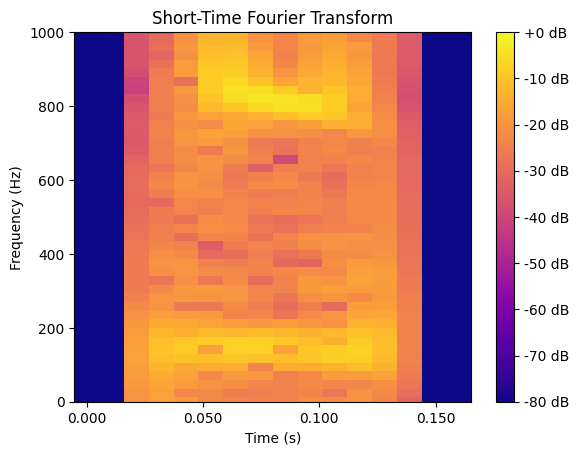 Short-Time Fourier Transform
1000
800
600
400
200
0
Frequency (Hz)
0.000
0.050
0.100
0.150
Time (s)
+0 dB
-10 dB
-20 dB
-30 dB
-40 dB
-50 dB
-60 dB
-70 dB
-80 dB